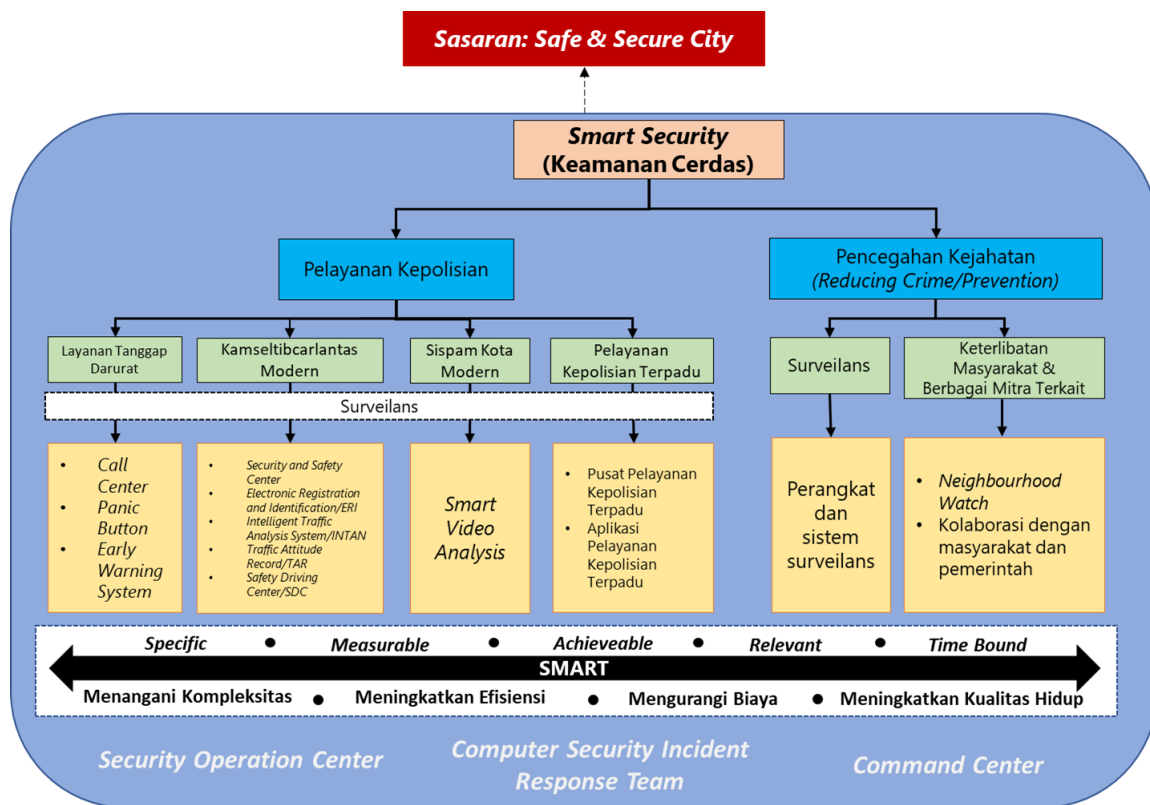 Sasaran: Safe & Secure City
Smart Security
(Keamanan Cerdas)
Pelayanan Kepolisian
Pencegahan Kejahatan
(Reducing Crime/Prevention)
Layanan Tanggap
Darurat
Kamseltibcarlantas
Modern
Sispam Kota
Modern
Pelayanan
Kepolisian Terpadu
Surveilans
Keterlibatan
Masyarakat &
Berbagai Mitra Terkait
Surveilans
• Call
Center
• Panic
Button
• Early
Warning
System
• Security and Safety
Center
• Electronic Registration
and Identification/ERI
• Intelligent Traffic
Analysis System/INTAN
• Traffic Attitude
Record/TAR
• Safety Driving
Center/SDC
Smart
Video
Analysis
• Pusat Pelayanan
Kepolisian
Terpadu
• Aplikasi
Pelayanan
Kepolisian
Terpadu
Perangkat
dan
sistem
surveilans
• Neighbourhood
Watch
• Kolaborasi dengan
masyarakat dan
pemerintah
Specific • Measurable • Achieveable • Relevant • Time Bound
SMART
Menangani Kompleksitas • Meningkatkan Efisiensi • Mengurangi Biaya • Meningkatkan Kualitas Hidup
Security Operation Center
Computer Security Incident
Response Team
Command Center